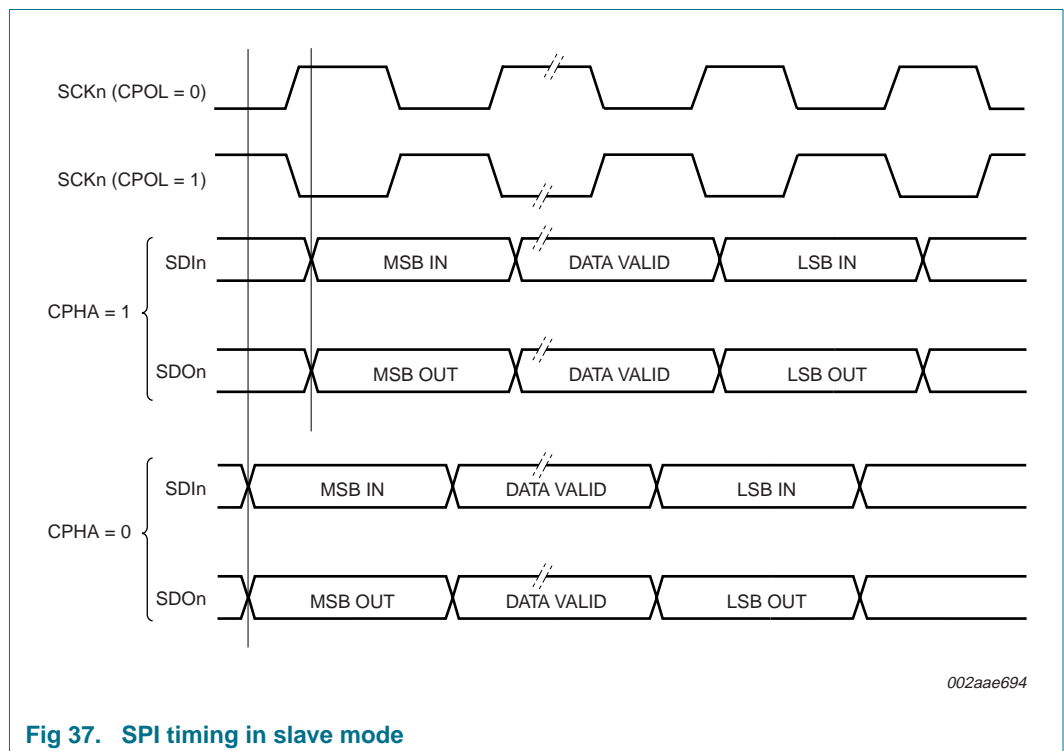 SCKn (CPOL = 0)
SCKn (CPOL = 1)
CPHA = 1
SDIn
MSB IN
DATA VALID
LSB IN
SDOn
MSB OUT
DATA VALID
LSB OUT
CPHA = 0
SDIn
MSB IN
DATA VALID
LSB IN
SDOn
MSB OUT
DATA VALID
LSB OUT
002aae694
Fig 37. SPI timing in slave mode